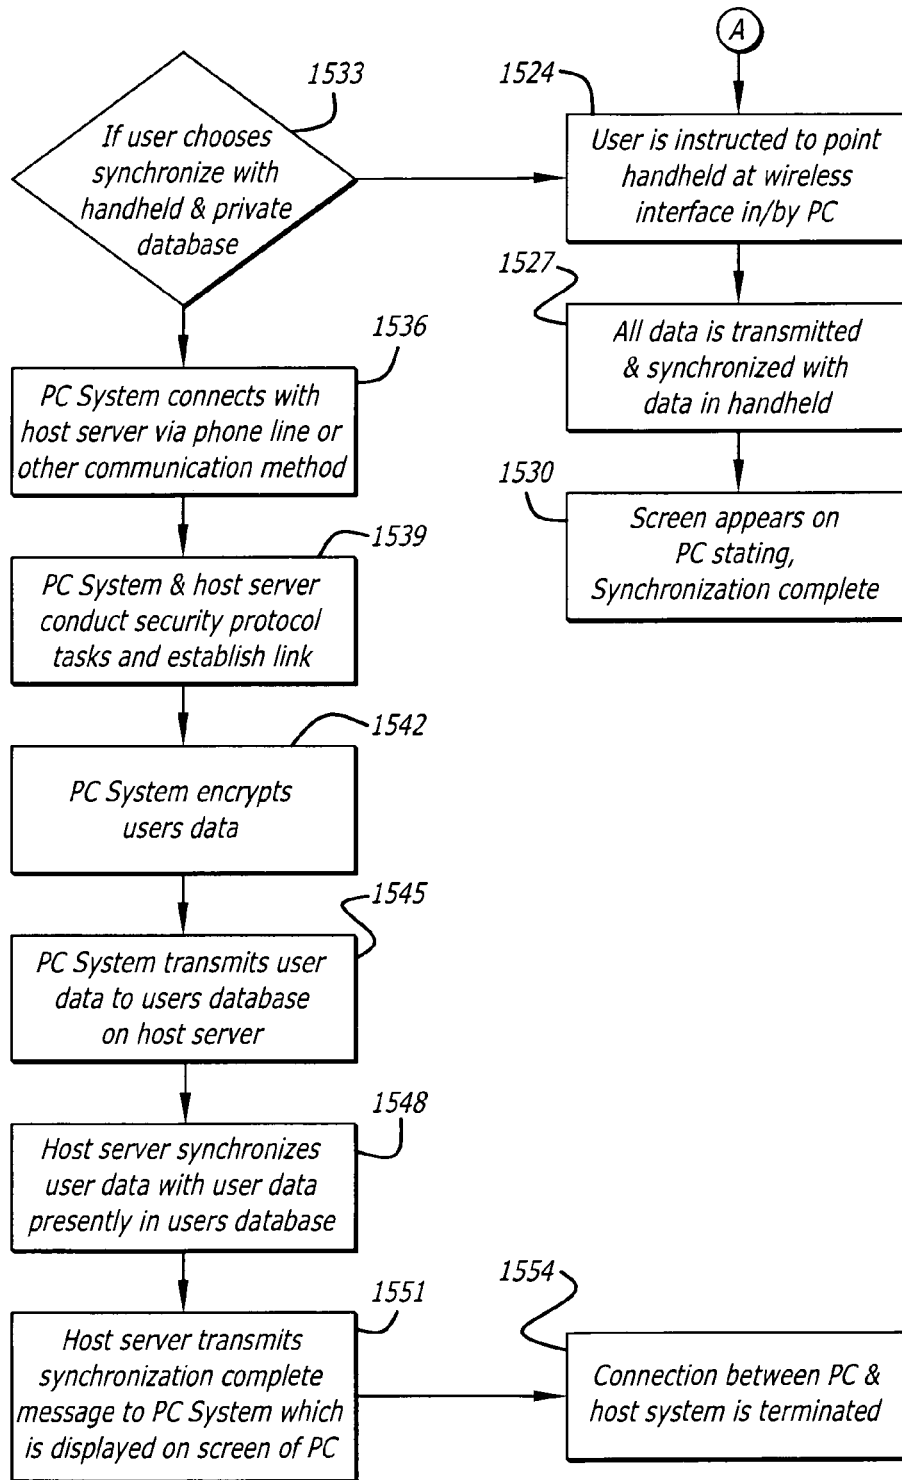 1533
If user chooses
synchronize with
handheld & private
database
1536
PC System connects with
host server via phone line or
other communication method
1539
PC System & host server
conduct security protocol
tasks and establish link
1542
PC System encrypts
users data
1545
PC System transmits user
data to users database
on host server
1548
Host server synchronizes
user data with user data
presently in users database
1551
Host server transmits
synchronization complete
message to PC System which
is displayed on screen of PC
A
1524
User is instructed to point
handheld at wireless
interface in/by PC
1527
All data is transmitted
& synchronized with
data in handheld
1530
Screen appears on
PC stating,
Synchronization complete
1554
Connection between PC &
host system is terminated